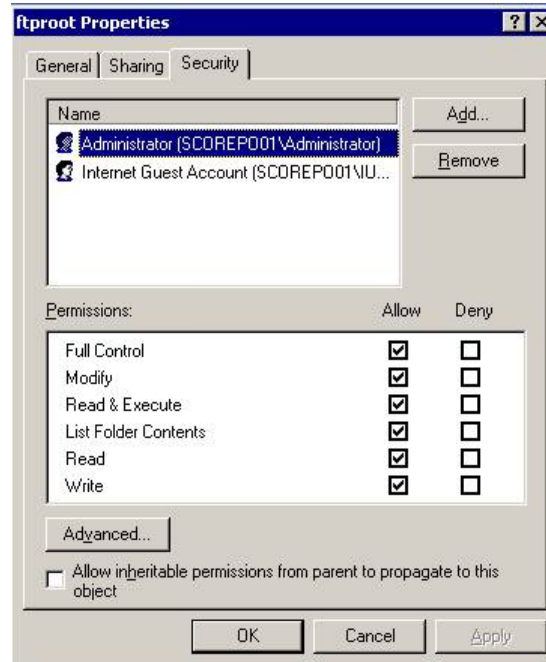 ftproot Properties
General Sharing Security
Name
Administrator (SCOREPO01\Administrator)
Internet Guest Account (SCOREPO01\IU...
Add...
Remove
Permissions: Allow Deny
Full Control
Modify
Read & Execute
List Folder Contents
Read
Write
Advanced...
Allow inheritable permissions from parent to propagate to this
object
OK Cancel Apply